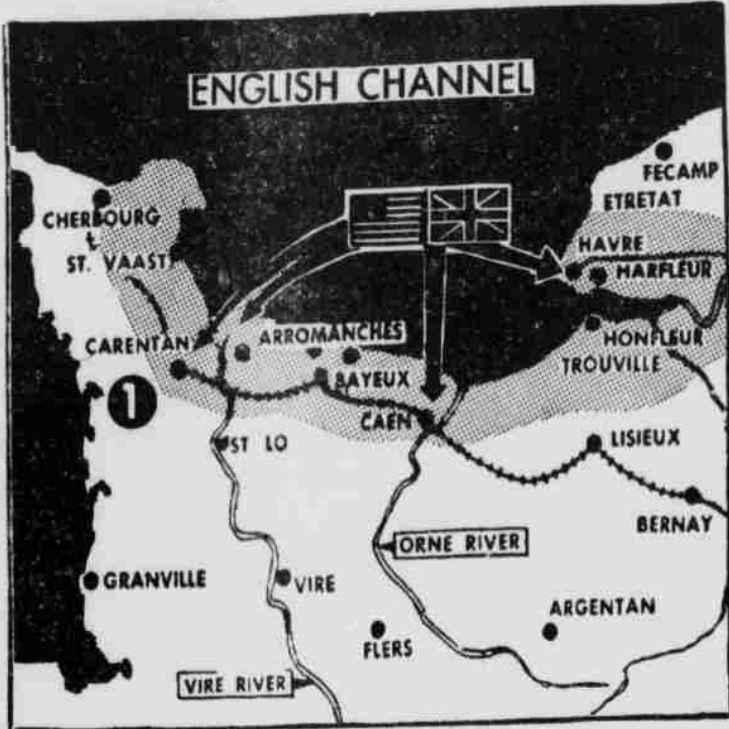 ENGLISH CHANNEL
FECAMP
ETRETAT
CHERBOURG
HAVRE
ST. VAAST
HARFLEUR
CARENTAN
ARROMANCHES
HONFLEUR
TROUVILLE
BAYEUX
1
CAEN
ST LO
LISIEUX
BERNAY
ORNE RIVER
GRANVILLE
VIRE
ARGENTAN
FLERS
VIRE RIVER